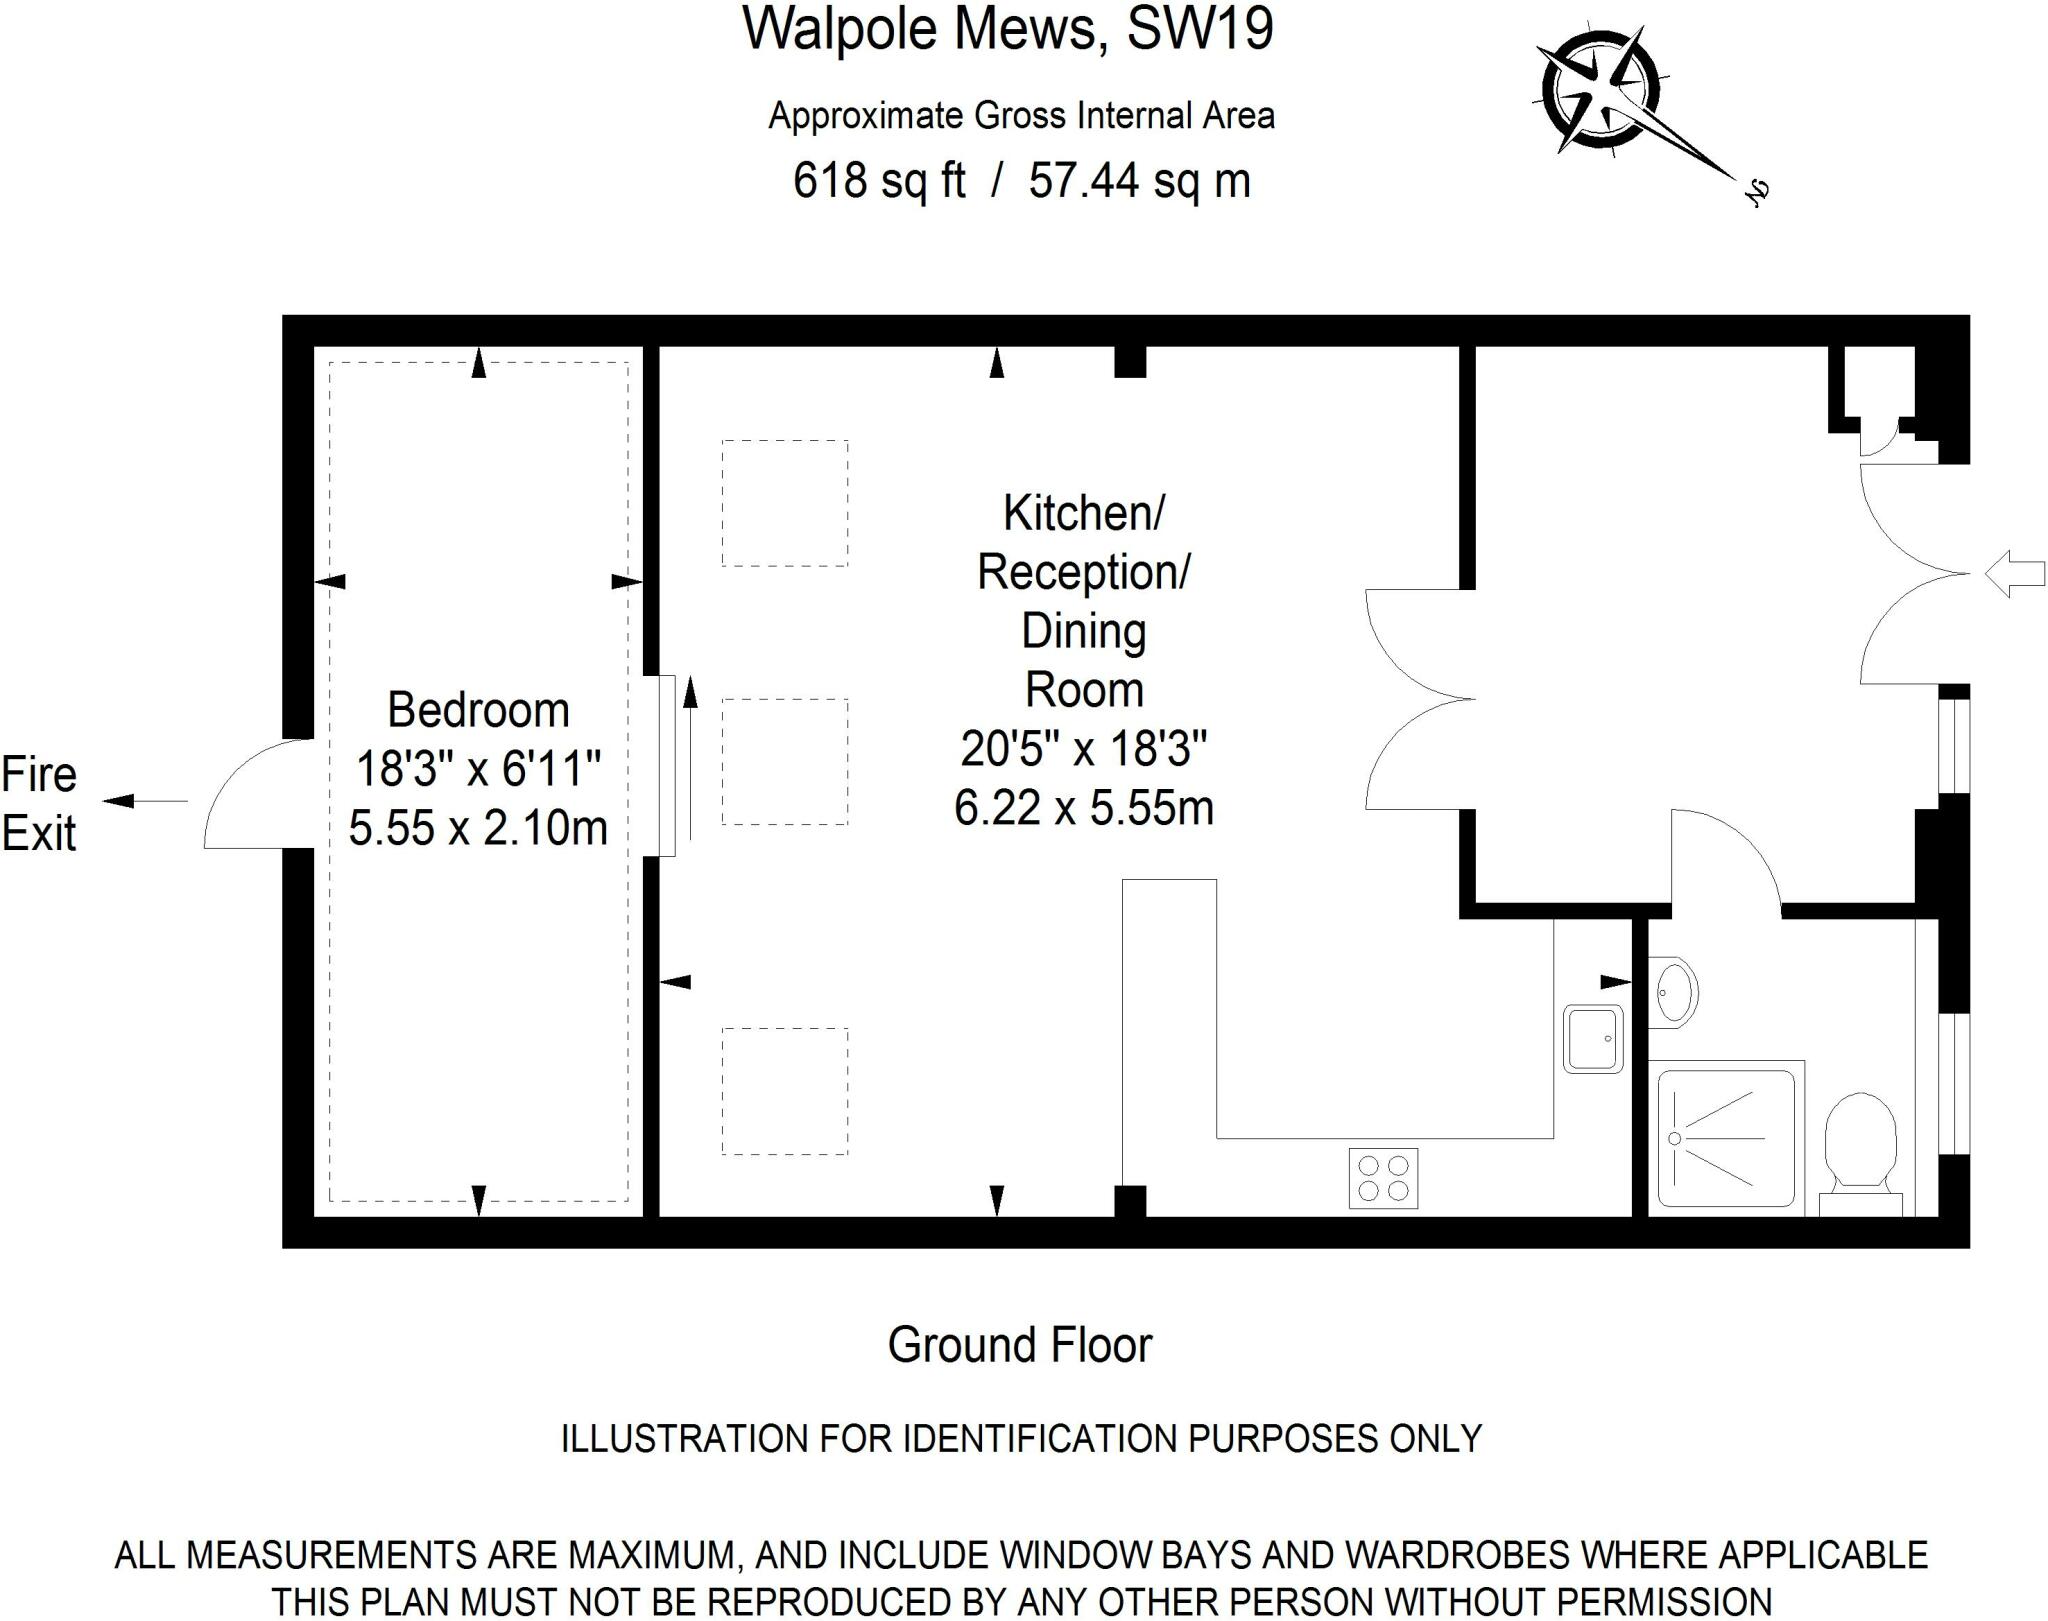 Walpole Mews, SW19
Approximate Gross Internal Area
618 sq ft / 57.44 sq m
N
Kitchen/
Reception/
Dining
Room
20'5" x 18'3"
6.22 x 5.55m
Bedroom
18'3" x 6'11"
5.55 x 2.10m
Fire
Exit
Ground Floor
ILLUSTRATION FOR IDENTIFICATION PURPOSES ONLY
ALL MEASUREMENTS ARE MAXIMUM, AND INCLUDE WINDOW BAYS AND WARDROBES WHERE APPLICABLE
THIS PLAN MUST NOT BE REPRODUCED BY ANY OTHER PERSON WITHOUT PERMISSION